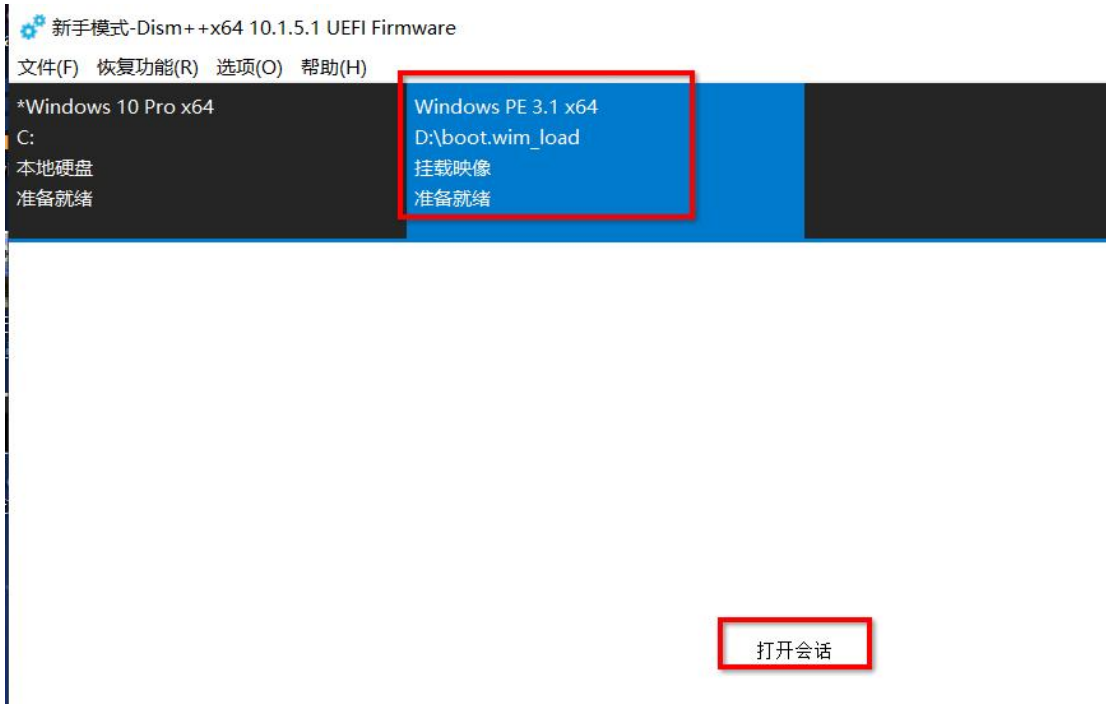 新手模式-Dism++x64 10.1.5.1 UEFI Firmware
文件(F) 恢复功能(R) 选项(O) 帮助(H)
*Windows 10 Pro x64
C:
本地硬盘
准备就绪
Windows PE 3.1 x64
D:\boot.wim_load
挂载映像
准备就绪
打开会话